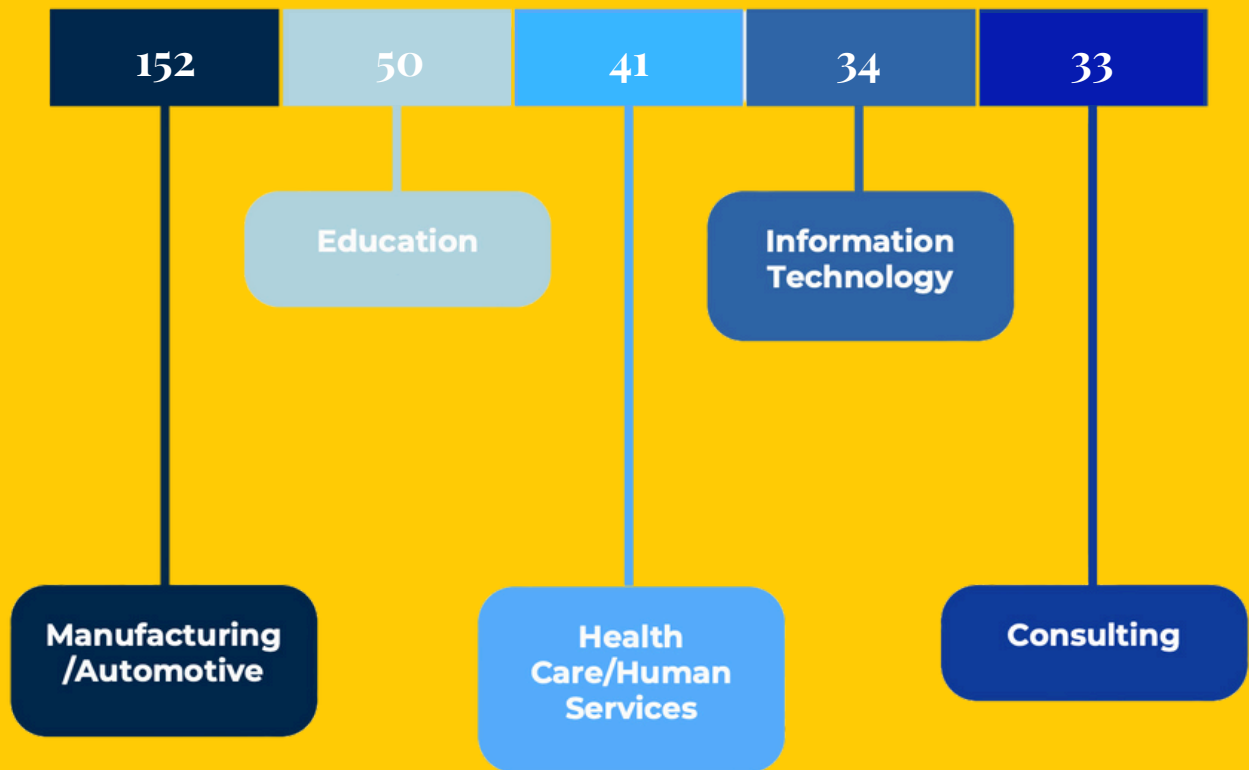 152
50
41
34
33
Education
Information
Technology
Manufacturing
/Automotive
Health
Care/Human
Services
Consulting